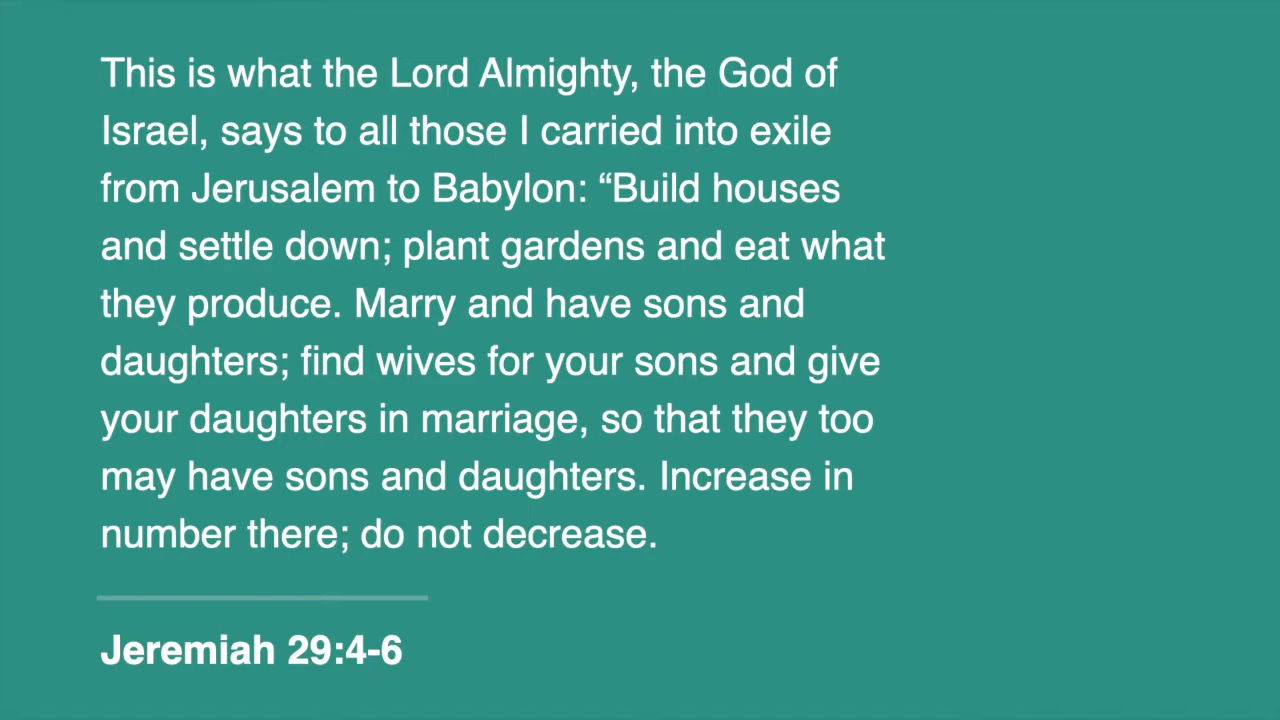 This is what the Lord Almighty, the God of
Israel, says to all those I carried into exile
from Jerusalem to Babylon: “Build houses
and settle down; plant gardens and eat what
they produce. Marry and have sons and
daughters; find wives for your sons and give
your daughters in marriage, so that they too
may have sons and daughters. Increase in
number there; do not decrease.
Jeremiah 29:4-6